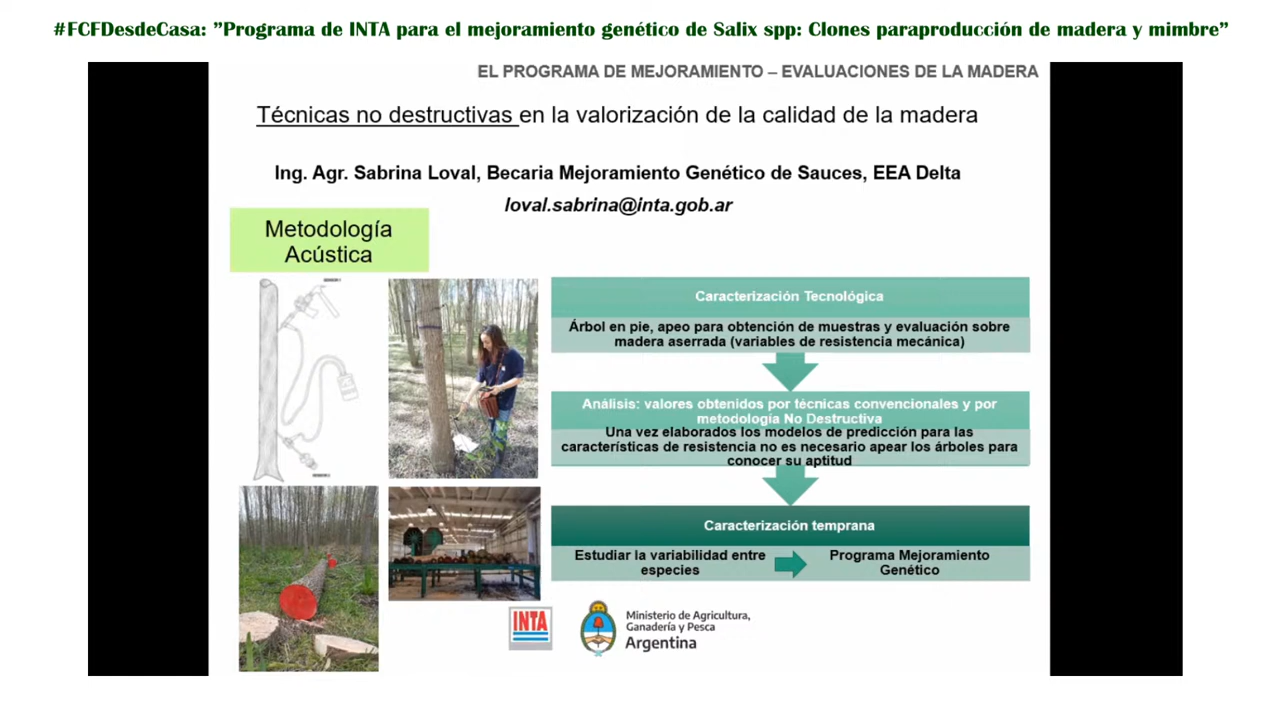 #FCFDesdeCasa: ”Programa de INTA para el mejoramiento genético de Salix spp: Clones paraproducción de madera y mimbre”
EL PROGRAMA DE MEJORAMIENTO – EVALUACIONES DE LA MADERA
Técnicas no destructivas en la valorización de la calidad de la madera
Ing. Agr. Sabrina Loval, Becaria Mejoramiento Genético de Sauces, EEA Delta
loval.sabrina@inta.gob.ar
Metodología
Acústica
Caracterización Tecnológica
Árbol en pie, apeo para obtención de muestras y evaluación sobre
madera aserrada (variables de resistencia mecánica)
Análisis: valores obtenidos por técnicas convencionales y por
metodología No Destructiva
Una vez elaborados los modelos de predicción para las
características de resistencia no es necesario apear los árboles para
conocer su aptitud
Caracterización temprana
Estudiar la variabilidad entre
especies
Programa Mejoramiento
Genético
INTA
Ministerio de Agricultura,
Ganadería y Pesca
Argentina